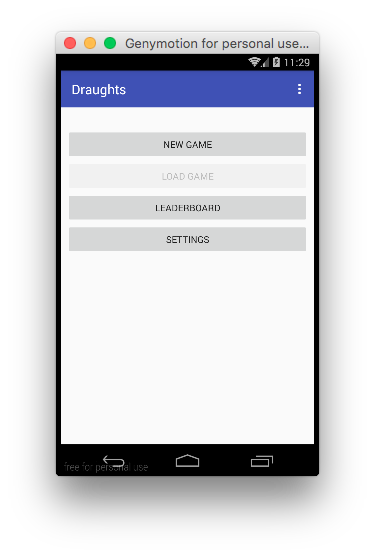 Genymotion for personal use...
11:29
Draughts
NEW GAME
LOAD GAME
LEADERBOARD
SETTINGS
free for personal use